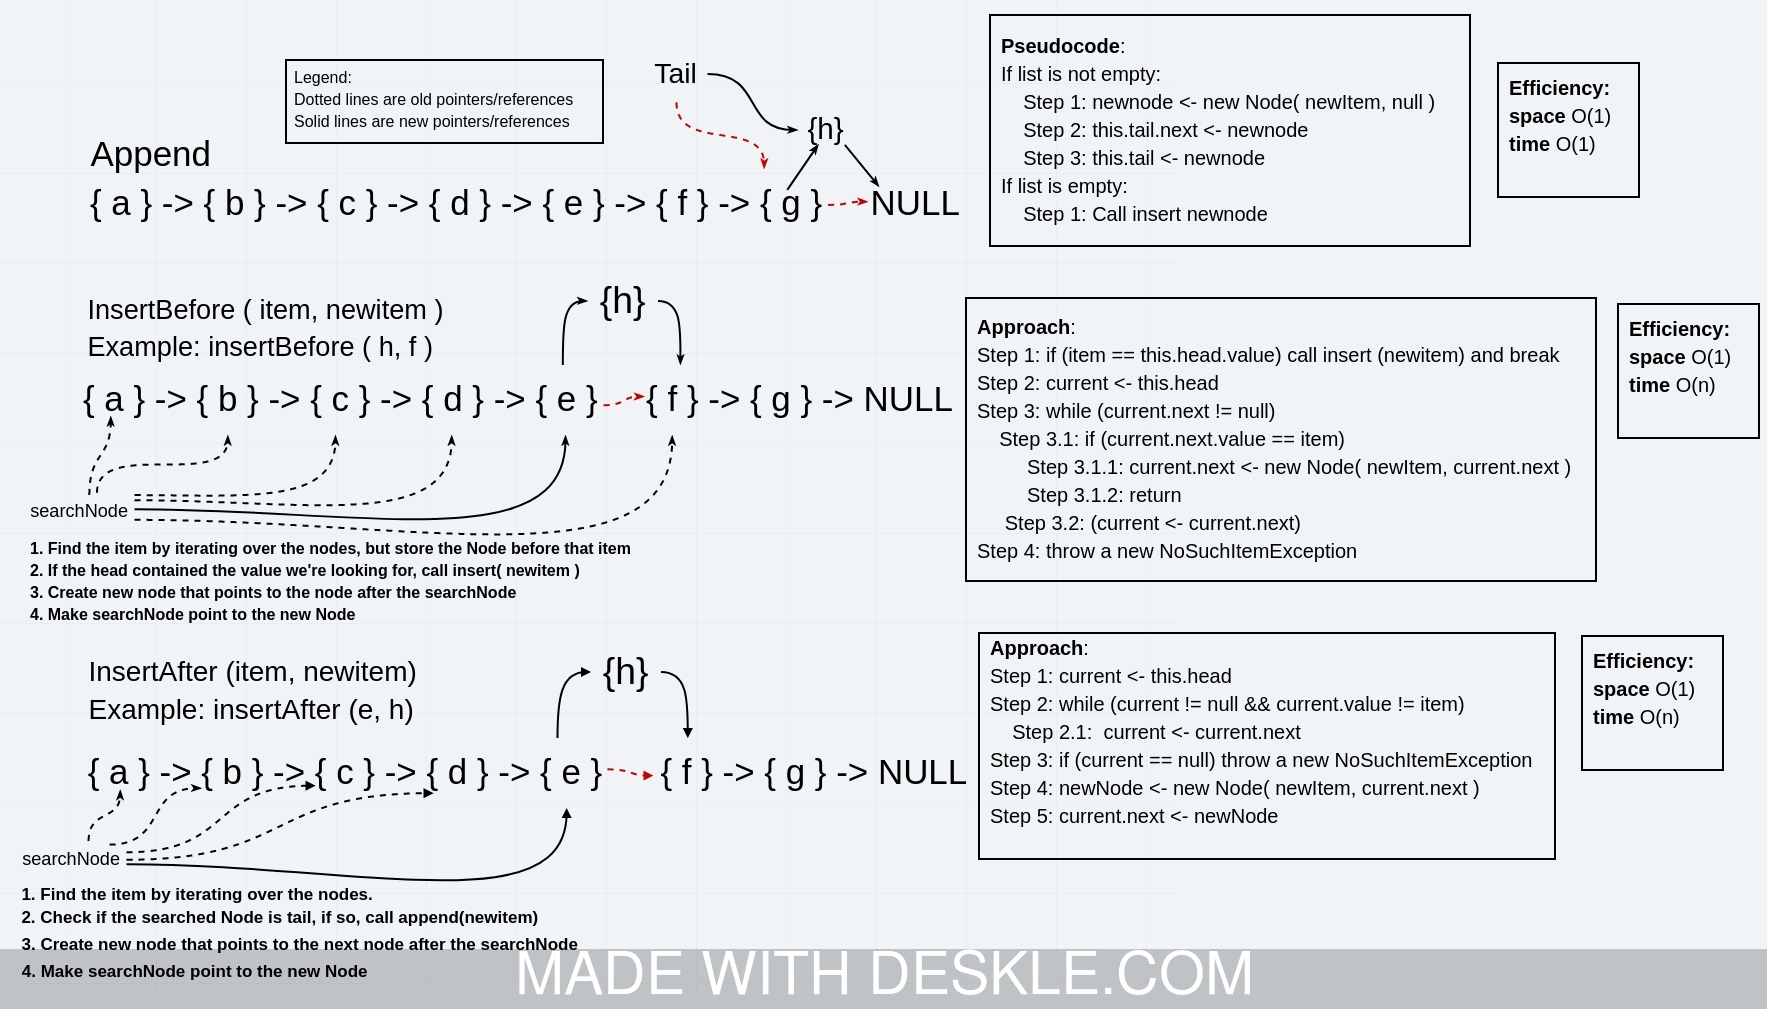 Legend:
Dotted lines are old pointers/references
Solid lines are new pointers/references
Tail
{h}
Append
{ a } -> { b } -> { c } -> { d } -> { e } -> { f } -> { g } NULL
Pseudocode:
If list is not empty:
Step 1: newnode <- new Node( newItem, null )
Step 2: this.tail.next <- newnode
Step 3: this.tail <- newnode
If list is empty:
Step 1: Call insert newnode
Efficiency:
space O(1)
time O(1)
InsertBefore ( item, newitem )
Example: insertBefore ( h, f )
{h}
{ a } -> { b } -> { c } -> { d } -> { e } { f } -> { g } -> NULL
searchNode
1. Find the item by iterating over the nodes, but store the Node before that item
2. If the head contained the value we're looking for, call insert( newitem )
3. Create new node that points to the node after the searchNode
4. Make searchNode point to the new Node
Approach:
Step 1: if (item == this.head.value) call insert (newitem) and break
Step 2: current <- this.head
Step 3: while (current.next != null)
Step 3.1: if (current.next.value == item)
Step 3.1.1: current.next <- new Node( newItem, current.next )
Step 3.1.2: return
Step 3.2: (current <- current.next)
Step 4: throw a new NoSuchItemException
Efficiency:
space O(1)
time O(n)
InsertAfter (item, newitem)
Example: insertAfter (e, h)
{h}
{ a } -> { b } -> { c } -> { d } -> { e } { f } -> { g } -> NULL
searchNode
1. Find the item by iterating over the nodes.
2. Check if the searched Node is tail, if so, call append(newitem)
3. Create new node that points to the next node after the searchNode
4. Make searchNode point to the new Node
Approach:
Step 1: current <- this.head
Step 2: while (current != null && current.value != item)
Step 2.1:  current <- current.next
Step 3: if (current == null) throw a new NoSuchItemException
Step 4: newNode <- new Node( newItem, current.next )
Step 5: current.next <- newNode
Efficiency:
space O(1)
time O(n)
MADE WITH DESKLE.COM